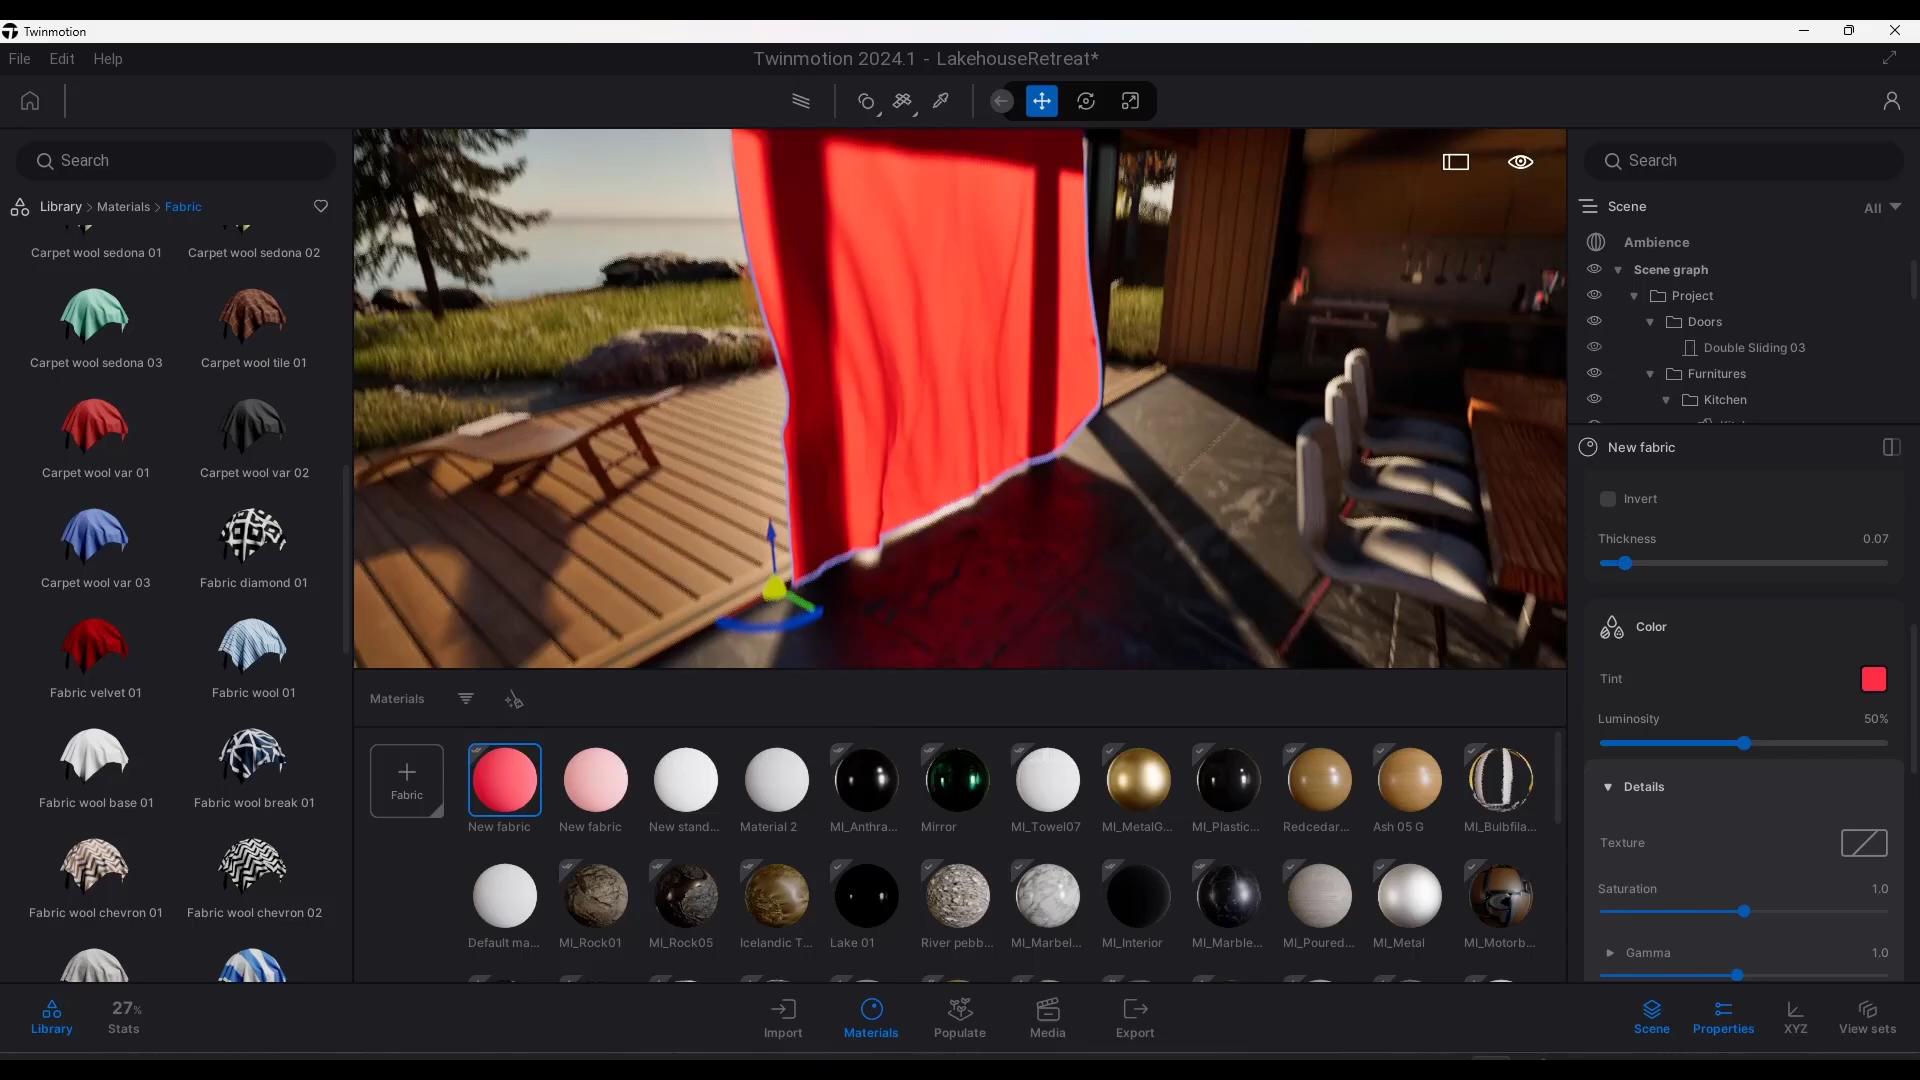 Twinmotion
File Edit Help
Twinmotion 2024.1 - LakehouseRetreat*
Search
Library > Materials > Fabric
Carpet wool sedona 01
Carpet wool sedona 02
Carpet wool sedona 03
Carpet wool tile 01
Carpet wool var 01
Carpet wool var 02
Carpet wool var 03
Fabric diamond 01
Fabric velvet 01
Fabric wool 01
Fabric wool base 01
Fabric wool break 01
Fabric wool chevron 01
Fabric wool chevron 02
Materials
Fabric
New fabric
New fabric
New stand...
Material 2
MI_Anthra...
Mirror
MI_Towel07
MI_MetalG...
MI_Plastic...
Redcedar...
Ash 05 G
MI_Bulbfila...
Default ma...
MI_Rock01
MI_Rock05
Icelandic T...
Lake 01
River pebb...
MI_Marbel...
MI_Interior
MI_Marble...
MI_Poured...
MI_Metal
MI_Motorb...
Search
Scene
All
Ambience
Scene graph
Project
Doors
Double Sliding 03
Furnitures
Kitchen
New fabric
Invert
Thickness 0.07
Color
Tint
Luminosity 50%
Details
Texture
Saturation 1.0
Gamma 1.0
Library
27%
Stats
Import
Materials
Populate
Media
Export
Scene
Properties
XYZ
View sets